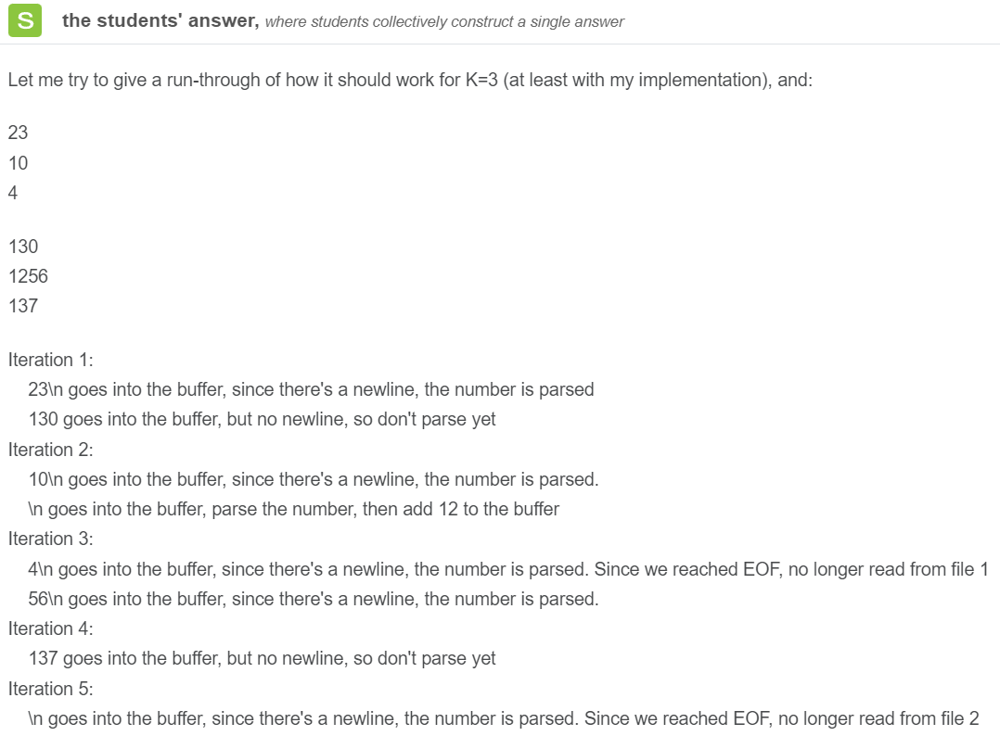 S the students' answer, where students collectively construct a single answer
Let me try to give a run-through of how it should work for K=3 (at least with my implementation), and:
23
10
4
130
1256
137
Iteration 1:
23\n goes into the buffer, since there's a newline, the number is parsed
130 goes into the buffer, but no newline, so don't parse yet
Iteration 2:
10\n goes into the buffer, since there's a newline, the number is parsed.
\n goes into the buffer, parse the number, then add 12 to the buffer
Iteration 3:
4\n goes into the buffer, since there's a newline, the number is parsed. Since we reached EOF, no longer read from file 1
56\n goes into the buffer, since there's a newline, the number is parsed.
Iteration 4:
137 goes into the buffer, but no newline, so don't parse yet
Iteration 5:
\n goes into the buffer, since there's a newline, the number is parsed. Since we reached EOF, no longer read from file 2